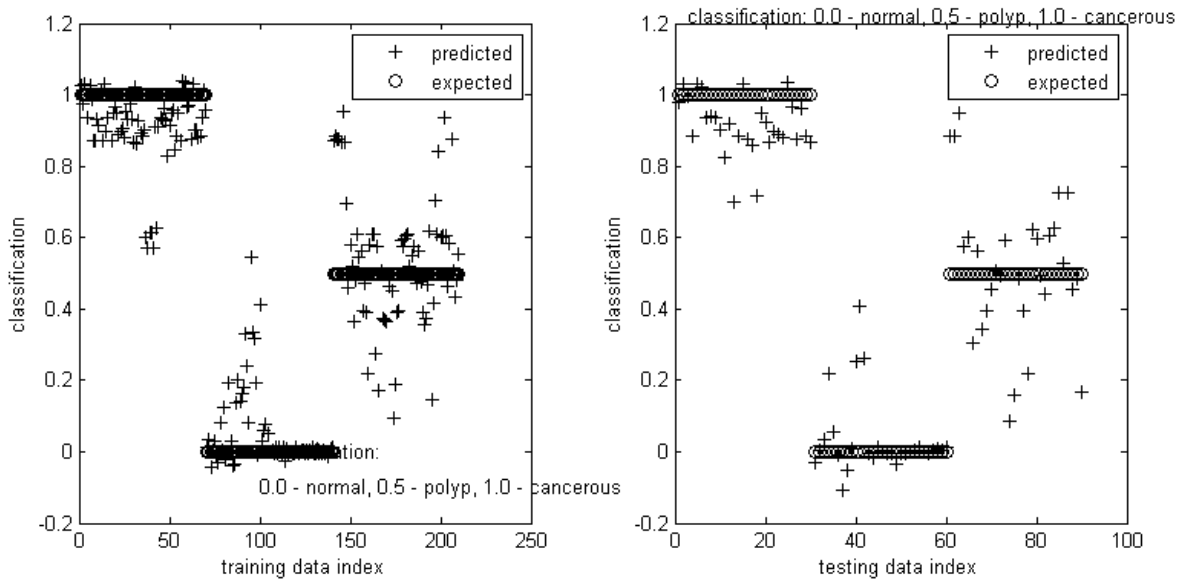 classification: 0.0 - normal, 0.5 - polyp, 1.0 - cancerous
1.2
1
0.8
0.6
0.4
0.2
0
-0.2
classification
predicted
expected
0.0 - normal, 0.5 - polyp, 1.0 - cancerous
0 50 100 150 200 250
training data index
1.2
1
0.8
0.6
0.4
0.2
0
-0.2
classification
predicted
expected
0 20 40 60 80 100
testing data index